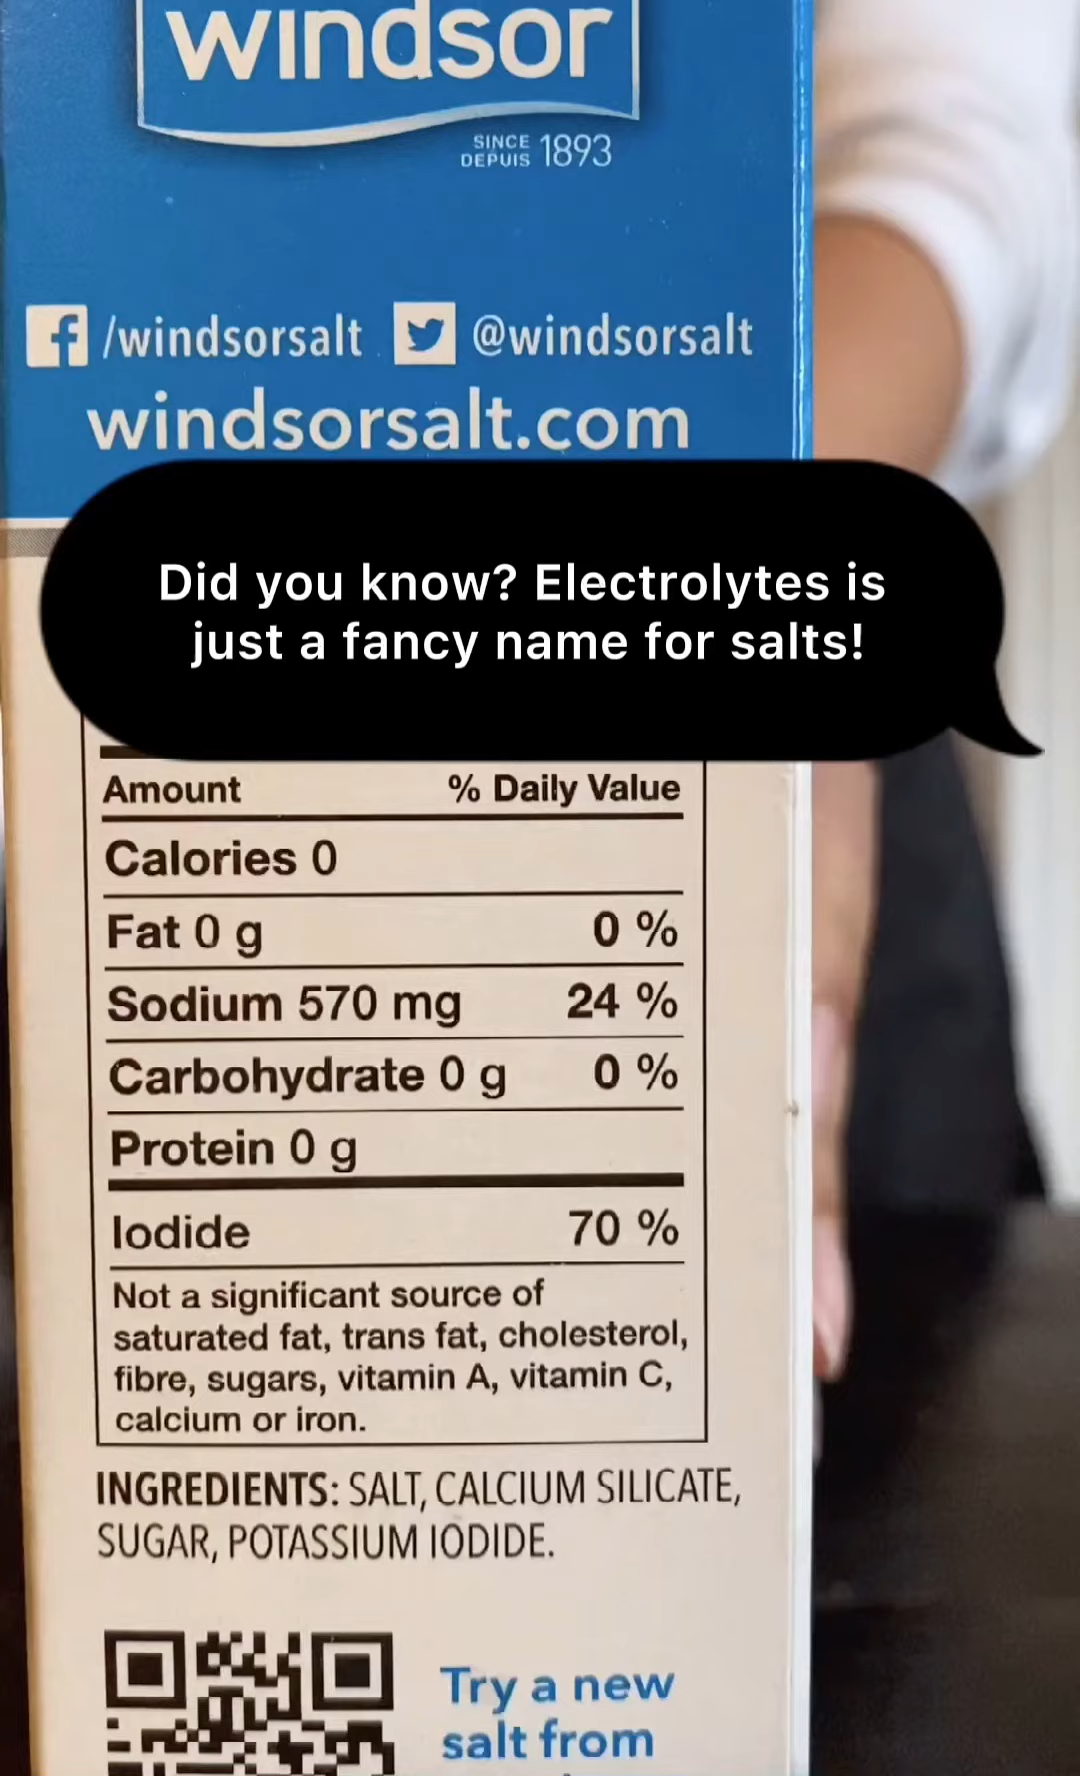 windsor
SINCE
DEPUIS 1893
/windsorsalt @windsorsalt
windsorsalt.com
Did you know? Electrolytes is
just a fancy name for salts!
Amount % Daily Value
Calories 0
Fat 0 g 0 %
Sodium 570 mg 24 %
Carbohydrate 0 g 0 %
Protein 0 g
Iodide 70 %
Not a significant source of
saturated fat, trans fat, cholesterol,
fibre, sugars, vitamin A, vitamin C,
calcium or iron.
INGREDIENTS: SALT, CALCIUM SILICATE,
SUGAR, POTASSIUM IODIDE.
Try a new
salt from